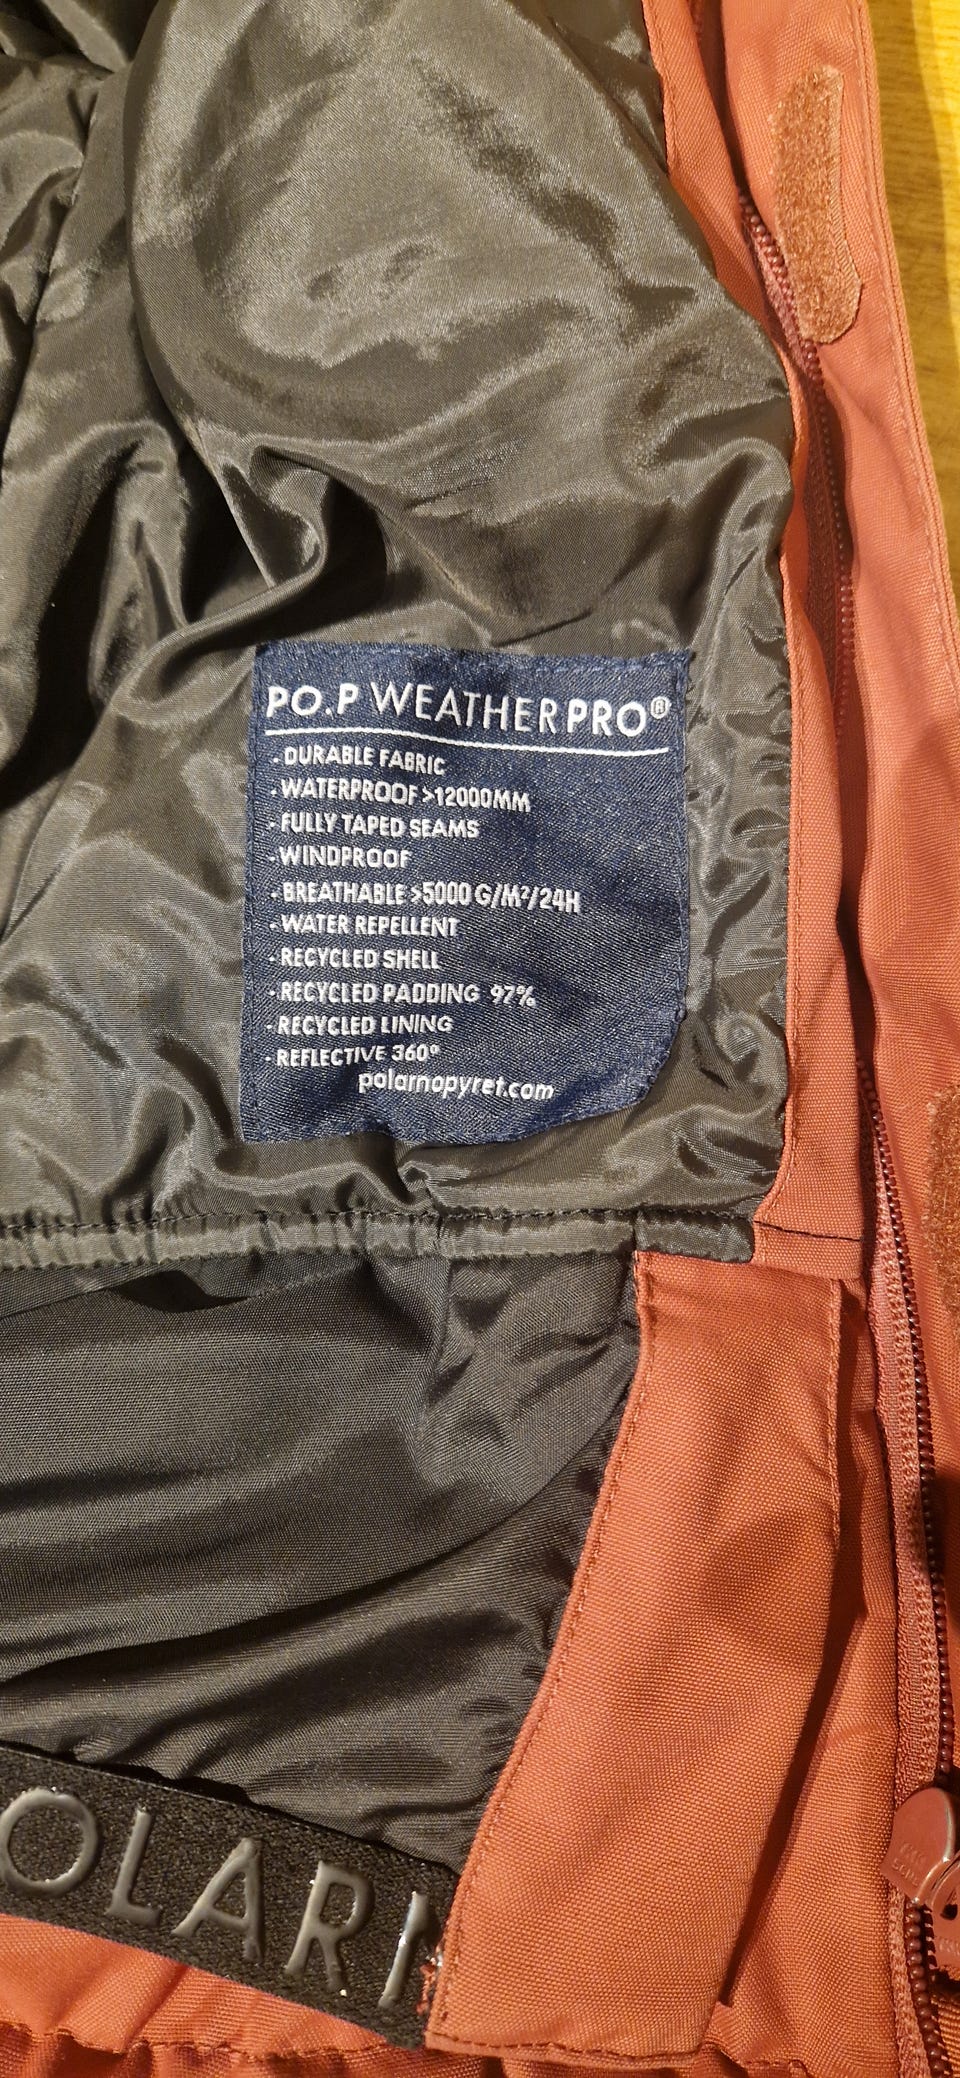 PO.P WEATHERPRO®
- DURABLE FABRIC
- WATERPROOF >12000MM
- FULLY TAPED SEAMS
- WINDPROOF
- BREATHABLE >5000 G/M²/24H
- WATER REPELLENT
- RECYCLED SHELL
- RECYCLED PADDING 97%
- RECYCLED LINING
- REFLECTIVE 360°
polarnopyret.com
OLARN